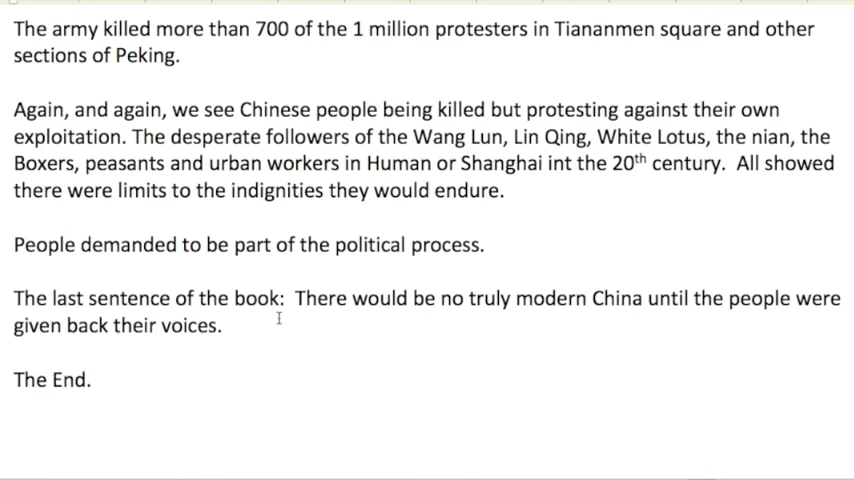 The army killed more than 700 of the 1 million protesters in Tiananmen square and other
sections of Peking.
Again, and again, we see Chinese people being killed but protesting against their own
exploitation. The desperate followers of the Wang Lun, Lin Qing, White Lotus, the nian, the
Boxers, peasants and urban workers in Human or Shanghai int the 20th century.  All showed
there were limits to the indignities they would endure.
People demanded to be part of the political process.
The last sentence of the book:  There would be no truly modern China until the people were
given back their voices.
The End.